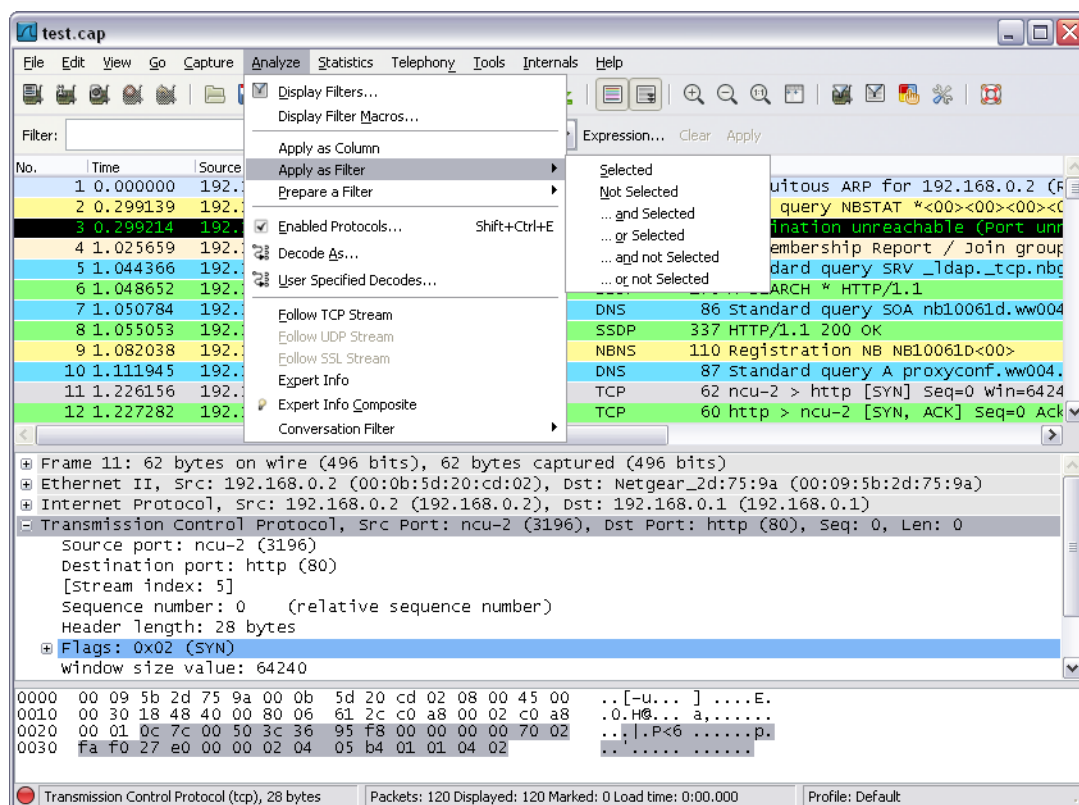 test.cap
File Edit View Go Capture Analyze Statistics Telephony Tools Internals Help
Filter: Expression... Clear Apply
Display Filters...
Display Filter Macros...
Apply as Column
Apply as Filter
Prepare a Filter
Enabled Protocols... Shift+Ctrl+E
Decode As...
User Specified Decodes...
Follow TCP Stream
Follow UDP Stream
Follow SSL Stream
Expert Info
Expert Info Composite
Conversation Filter
Selected
Not Selected
... and Selected
... or Selected
... and not Selected
... or not Selected
No. Time Source
1 0.000000 192. uitous ARP for 192.168.0.2 (R
2 0.299139 192. query NBSTAT *<00><00><00><0
3 0.299214 192. ination unreachable (Port unr
4 1.025659 192. embership Report / Join group
5 1.044366 192. dard query SRV _ldap._tcp.nbg
6 1.048652 192. SEARCH * HTTP/1.1
7 1.050784 192. DNS 86 Standard query SOA nb10061d.ww004
8 1.055053 192. SSDP 337 HTTP/1.1 200 OK
9 1.082038 192. NBNS 110 Registration NB NB10061D<00>
10 1.111945 192. DNS 87 Standard query A proxyconf.ww004.
11 1.226156 192. TCP 62 ncu-2 > http [SYN] Seq=0 Win=6424
12 1.227282 192. TCP 60 http > ncu-2 [SYN, ACK] Seq=0 Ack
Frame 11: 62 bytes on wire (496 bits), 62 bytes captured (496 bits)
Ethernet II, Src: 192.168.0.2 (00:0b:5d:20:cd:02), Dst: Netgear_2d:75:9a (00:09:5b:2d:75:9a)
Internet Protocol, Src: 192.168.0.2 (192.168.0.2), Dst: 192.168.0.1 (192.168.0.1)
Transmission Control Protocol, Src Port: ncu-2 (3196), Dst Port: http (80), Seq: 0, Len: 0
Source port: ncu-2 (3196)
Destination port: http (80)
[Stream index: 5]
Sequence number: 0 (relative sequence number)
Header length: 28 bytes
Flags: 0x02 (SYN)
Window size value: 64240
0000 00 09 5b 2d 75 9a 00 0b 5d 20 cd 02 08 00 45 00 ..[-u... ] ....E.
0010 00 30 18 48 40 00 80 06 61 2c c0 a8 00 02 c0 a8 .0.H@... a,......
0020 00 01 0c 7c 00 50 3c 36 95 f8 00 00 00 00 70 02 ...|.P<6 ......p.
0030 fa f0 27 e0 00 00 02 04 05 b4 01 01 04 02 ..'..... ......
Transmission Control Protocol (tcp), 28 bytes Packets: 120 Displayed: 120 Marked: 0 Load time: 0:00.000 Profile: Default